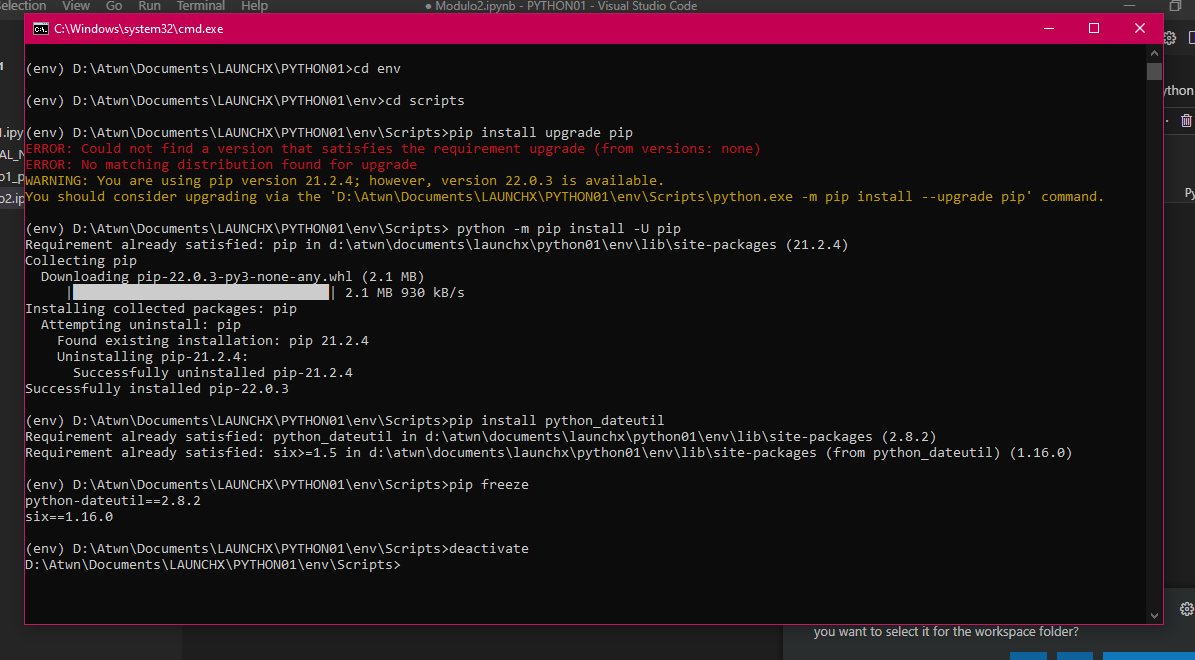 Selection View Go Run Terminal Help ● Modulo2.ipynb - PYTHON01 - Visual Studio Code
C:\Windows\system32\cmd.exe
(env) D:\Atwn\Documents\LAUNCHX\PYTHON01>cd env
(env) D:\Atwn\Documents\LAUNCHX\PYTHON01\env>cd scripts
(env) D:\Atwn\Documents\LAUNCHX\PYTHON01\env\Scripts>pip install upgrade pip
ERROR: Could not find a version that satisfies the requirement upgrade (from versions: none)
ERROR: No matching distribution found for upgrade
WARNING: You are using pip version 21.2.4; however, version 22.0.3 is available.
You should consider upgrading via the 'D:\Atwn\Documents\LAUNCHX\PYTHON01\env\Scripts\python.exe -m pip install --upgrade pip' command.
(env) D:\Atwn\Documents\LAUNCHX\PYTHON01\env\Scripts> python -m pip install -U pip
Requirement already satisfied: pip in d:\atwn\documents\launchx\python01\env\lib\site-packages (21.2.4)
Collecting pip
Downloading pip-22.0.3-py3-none-any.whl (2.1 MB)
| | 2.1 MB 930 kB/s
Installing collected packages: pip
Attempting uninstall: pip
Found existing installation: pip 21.2.4
Uninstalling pip-21.2.4:
Successfully uninstalled pip-21.2.4
Successfully installed pip-22.0.3
(env) D:\Atwn\Documents\LAUNCHX\PYTHON01\env\Scripts>pip install python_dateutil
Requirement already satisfied: python_dateutil in d:\atwn\documents\launchx\python01\env\lib\site-packages (2.8.2)
Requirement already satisfied: six>=1.5 in d:\atwn\documents\launchx\python01\env\lib\site-packages (from python_dateutil) (1.16.0)
(env) D:\Atwn\Documents\LAUNCHX\PYTHON01\env\Scripts>pip freeze
python-dateutil==2.8.2
six==1.16.0
(env) D:\Atwn\Documents\LAUNCHX\PYTHON01\env\Scripts>deactivate
D:\Atwn\Documents\LAUNCHX\PYTHON01\env\Scripts>
you want to select it for the workspace folder?